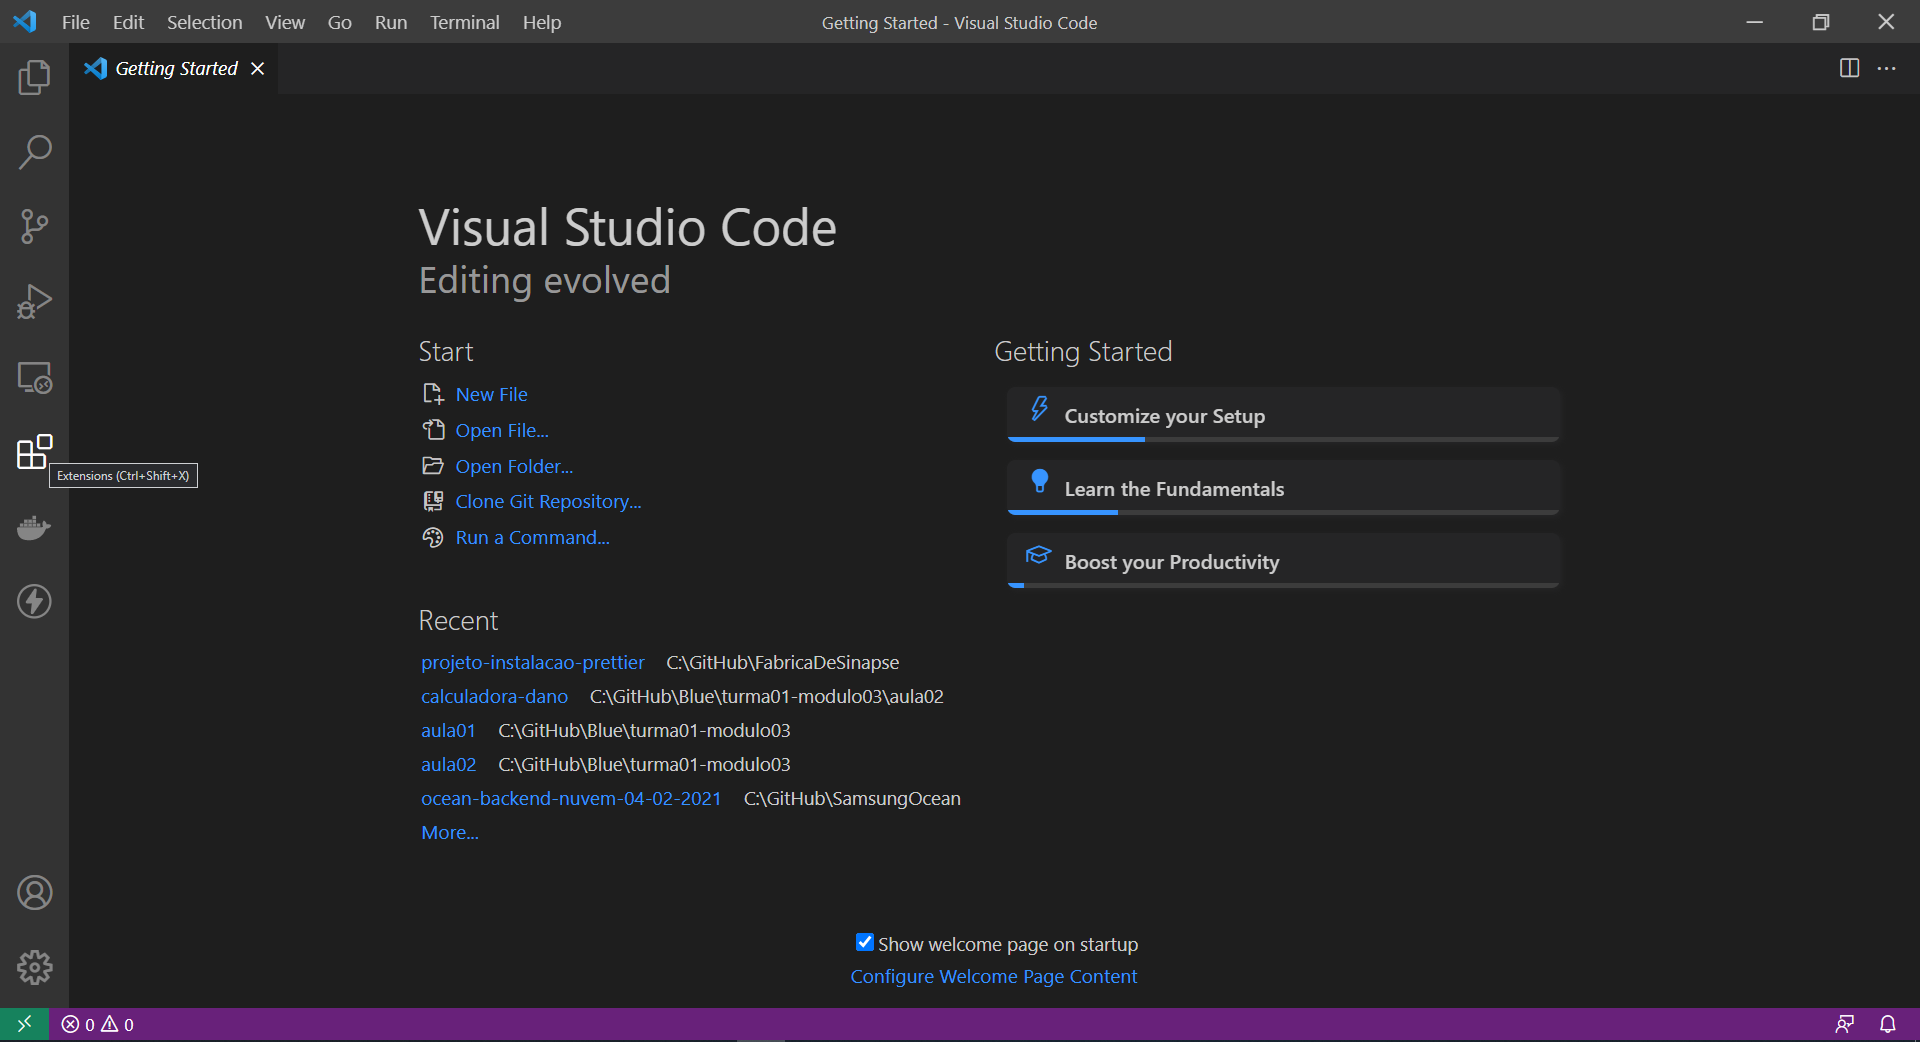 File Edit Selection View Go Run Terminal Help Getting Started - Visual Studio Code
Getting Started
Visual Studio Code
Editing evolved
Start
New File
Open File...
Open Folder...
Clone Git Repository...
Run a Command...
Getting Started
Customize your Setup
Learn the Fundamentals
Boost your Productivity
Extensions (Ctrl+Shift+X)
Recent
projeto-instalacao-prettier C:\GitHub\FabricaDeSinapse
calculadora-dano C:\GitHub\Blue\turma01-modulo03\aula02
aula01 C:\GitHub\Blue\turma01-modulo03
aula02 C:\GitHub\Blue\turma01-modulo03
ocean-backend-nuvem-04-02-2021 C:\GitHub\SamsungOcean
More...
Show welcome page on startup
Configure Welcome Page Content
0 0